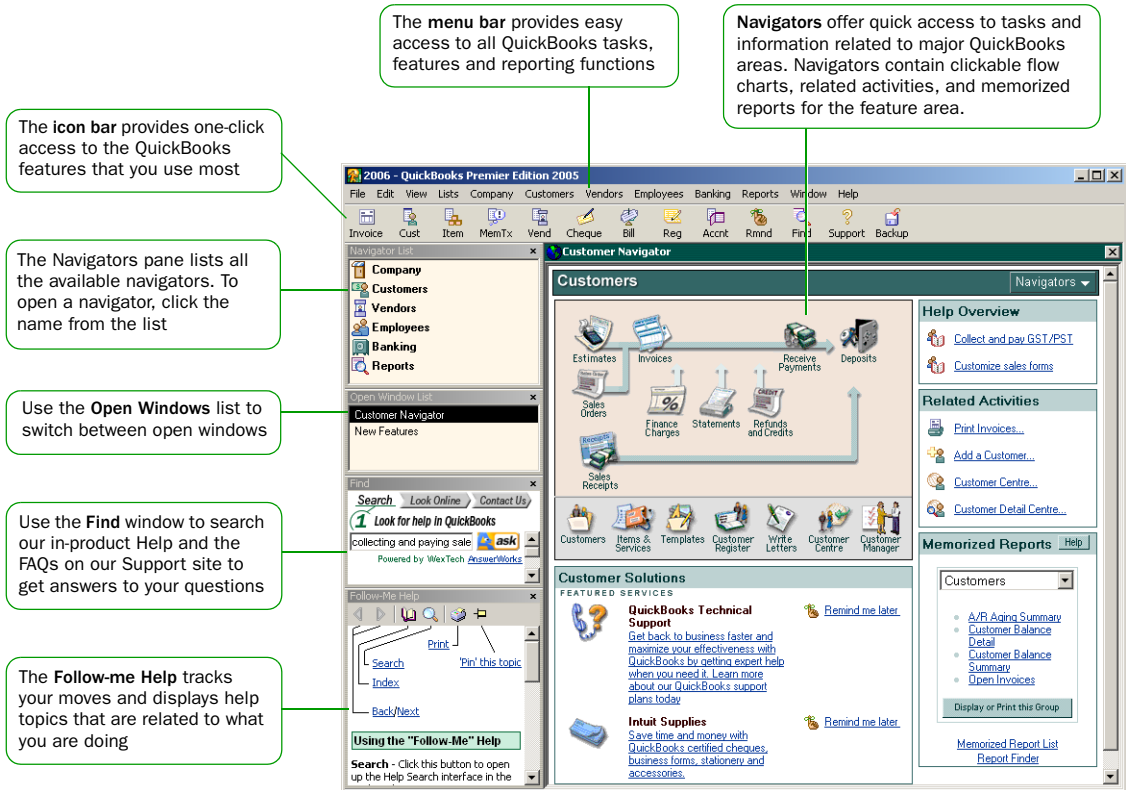 The menu bar provides easy
access to all QuickBooks tasks,
features and reporting functions
Navigators offer quick access to tasks and
information related to major QuickBooks
areas. Navigators contain clickable flow
charts, related activities, and memorized
reports for the feature area.
The icon bar provides one-click
access to the QuickBooks
features that you use most
The Navigators pane lists all
the available navigators. To
open a navigator, click the
name from the list
Use the Open Windows list to
switch between open windows
Use the Find window to search
our in-product Help and the
FAQs on our Support site to
get answers to your questions
The Follow-me Help tracks
your moves and displays help
topics that are related to what
you are doing
2006 - QuickBooks Premier Edition 2005
File Edit View Lists Company Customers Vendors Employees Banking Reports Window Help
Invoice Cust Item MemTx Vend Cheque Bill Reg Accnt Rmnd Find Support Backup
Navigator List
Company
Customers
Vendors
Employees
Banking
Reports
Open Window List
Customer Navigator
New Features
Find
Search Look Online Contact Us
1 Look for help in QuickBooks
collecting and paying sale ask
Powered by WexTech AnswerWorks
Follow-Me Help
Print
Search
'Pin' this topic
Index
Back/Next
Using the "Follow-Me" Help
Search - Click this button to open
up the Help Search interface in the
Customer Navigator
Customers
Navigators
Estimates
Invoices
Receive
Payments
Deposits
Sales
Orders
CREDIT
Finance
Charges
Statements
Refunds
and Credits
Receipts
Sales
Receipts
Customers
Items &
Services
Templates
Customer
Register
Write
Letters
Customer
Centre
Customer
Manager
Customer Solutions
FEATURED SERVICES
QuickBooks Technical
Support
Get back to business faster and
maximize your effectiveness with
QuickBooks by getting expert help
when you need it. Learn more
about our QuickBooks support
plans today
Remind me later
Intuit Supplies
Save time and money with
QuickBooks certified cheques,
business forms, stationery and
accessories.
Remind me later
Help Overview
Collect and pay GST/PST
Customize sales forms
Related Activities
Print Invoices...
Add a Customer...
Customer Centre...
Customer Detail Centre...
Memorized Reports Help
Customers
A/R Aging Summary
Customer Balance
Detail
Customer Balance
Summary
Open Invoices
Display or Print this Group
Memorized Report List
Report Finder